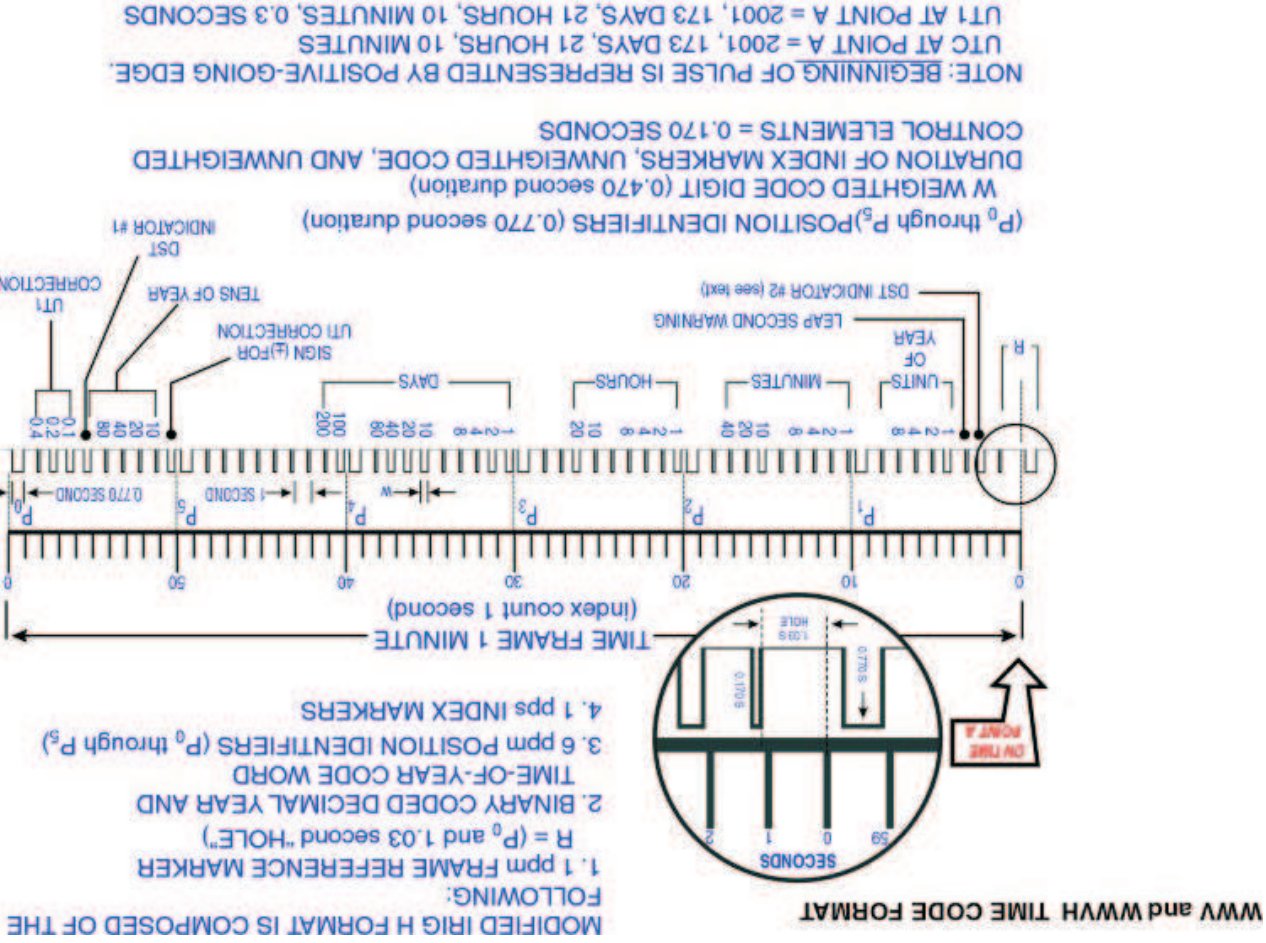 WWV and WWVH TIME CODE FORMAT
MODIFIED IRIG H FORMAT IS COMPOSED OF THE
FOLLOWING:
1. 1 ppm FRAME REFERENCE MARKER
R = (P0 and 1.03 second "HOLE")
2. BINARY CODED DECIMAL YEAR AND
TIME-OF-YEAR CODE WORD
3. 6 ppm POSITION IDENTIFIERS (P0 through P5)
4. 1 pps INDEX MARKERS
SECONDS
59 0 1 2
0.770 S
0.170 S
1.03 S
HOLE
ON TIME
POINT A
TIME FRAME 1 MINUTE
(index count 1 second)
0 10 20 30 40 50 0
P1 P2 P3 P4 P5 P0
W
1 SECOND
0.770 SECOND
1 2 4 8
1 2 4 8 10 20 40
1 2 4 8 10 20
1 2 4 8 10 20 40 80
100 200
10 20 40 80
0.1 0.2 0.4
R
UNITS
OF
YEAR
MINUTES
HOURS
DAYS
LEAP SECOND WARNING
DST INDICATOR #2 (see text)
SIGN (±) FOR
UTI CORRECTION
TENS OF YEAR
DST
INDICATOR #1
UT1
CORRECTION
(P0 through P5)POSITION IDENTIFIERS (0.770 second duration)
W WEIGHTED CODE DIGIT (0.470 second duration)
DURATION OF INDEX MARKERS, UNWEIGHTED CODE, AND UNWEIGHTED
CONTROL ELEMENTS = 0.170 SECONDS
NOTE: BEGINNING OF PULSE IS REPRESENTED BY POSITIVE-GOING EDGE.
UTC AT POINT A = 2001, 173 DAYS, 21 HOURS, 10 MINUTES
UT1 AT POINT A = 2001, 173 DAYS, 21 HOURS, 10 MINUTES, 0.3 SECONDS